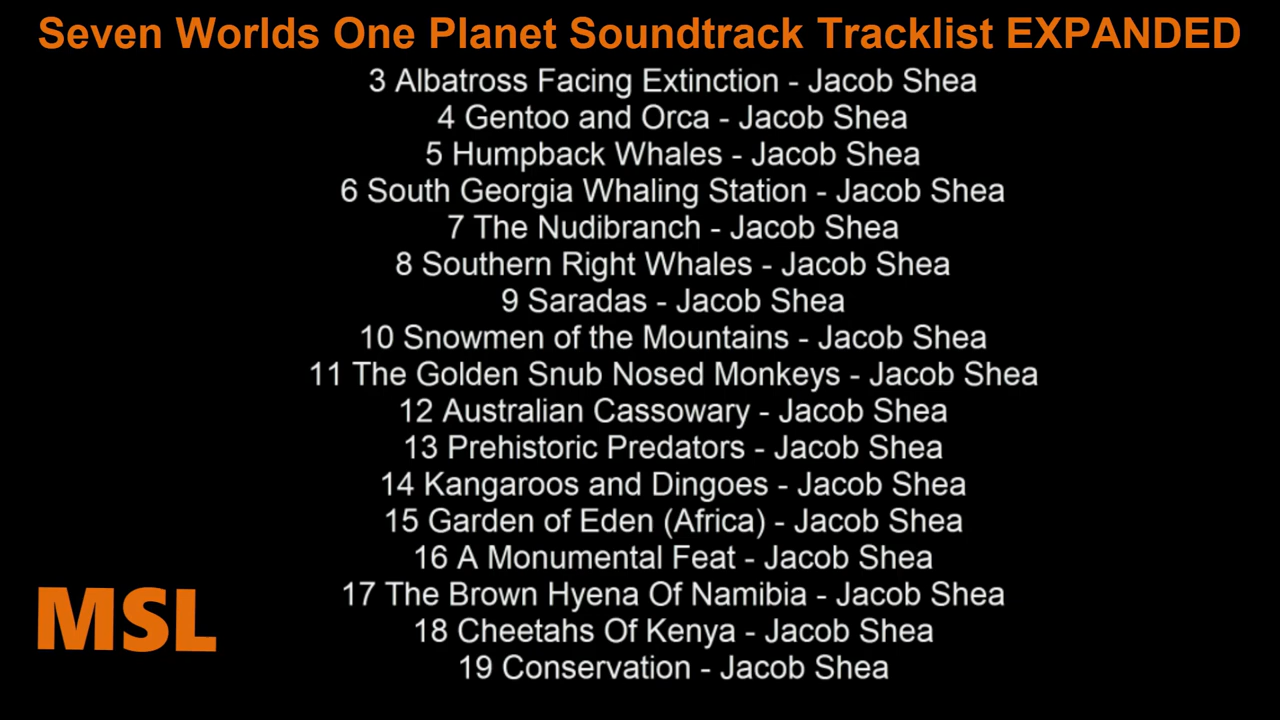 Seven Worlds One Planet Soundtrack Tracklist EXPANDED
3 Albatross Facing Extinction - Jacob Shea
4 Gentoo and Orca - Jacob Shea
5 Humpback Whales - Jacob Shea
6 South Georgia Whaling Station - Jacob Shea
7 The Nudibranch - Jacob Shea
8 Southern Right Whales - Jacob Shea
9 Saradas - Jacob Shea
10 Snowmen of the Mountains - Jacob Shea
11 The Golden Snub Nosed Monkeys - Jacob Shea
12 Australian Cassowary - Jacob Shea
13 Prehistoric Predators - Jacob Shea
14 Kangaroos and Dingoes - Jacob Shea
15 Garden of Eden (Africa) - Jacob Shea
16 A Monumental Feat - Jacob Shea
17 The Brown Hyena Of Namibia - Jacob Shea
18 Cheetahs Of Kenya - Jacob Shea
19 Conservation - Jacob Shea
MSL